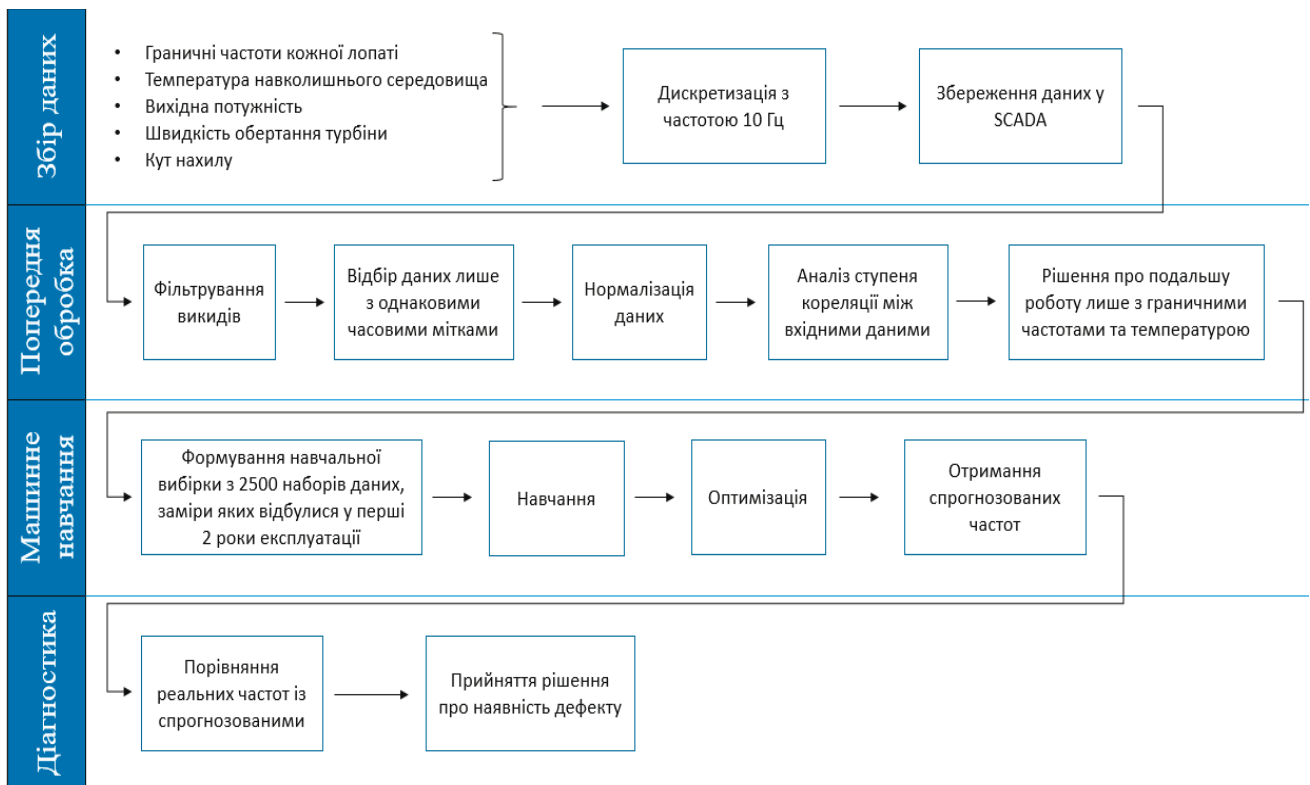 Збір даних
• Граничні частоти кожної лопаті
• Температура навколишнього середовища
• Вихідна потужність
• Швидкість обертання турбіни
• Кут нахилу
Дискретизація з
частотою 10 Гц
Збереження даних у
SCADA
Попередня
обробка
Фільтрування
викидів
Відбір даних лише
з однаковими
часовими мітками
Нормалізація
даних
Аналіз ступеня
кореляції між
вхідними даними
Рішення про подальшу
роботу лише з граничними
частотами та температурою
Машинне
навчання
Формування навчальної
вибірки з 2500 наборів даних,
заміри яких відбулися у перші
2 роки експлуатації
Навчання
Оптимізація
Отримання
спрогнозованих
частот
Діагностика
Порівняння
реальних частот із
спрогнозованими
Прийняття рішення
про наявність дефекту